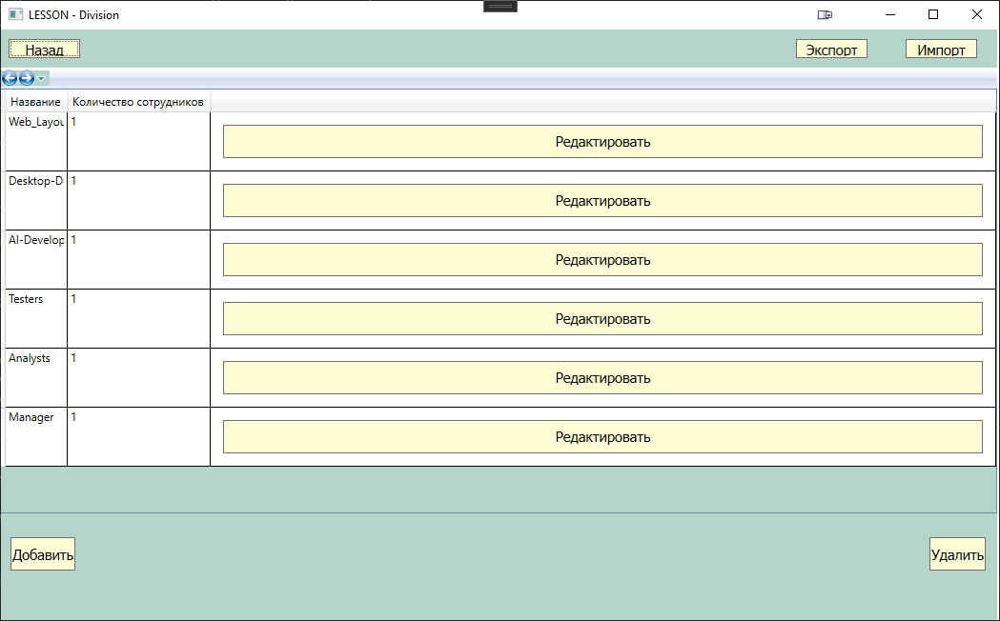 LESSON - Division
Назад Экспорт Импорт
Название Количество сотрудников
Web_Layou 1 Редактировать
Desktop-D 1 Редактировать
AI-Develop 1 Редактировать
Testers 1 Редактировать
Analysts 1 Редактировать
Manager 1 Редактировать
Добавить Удалить